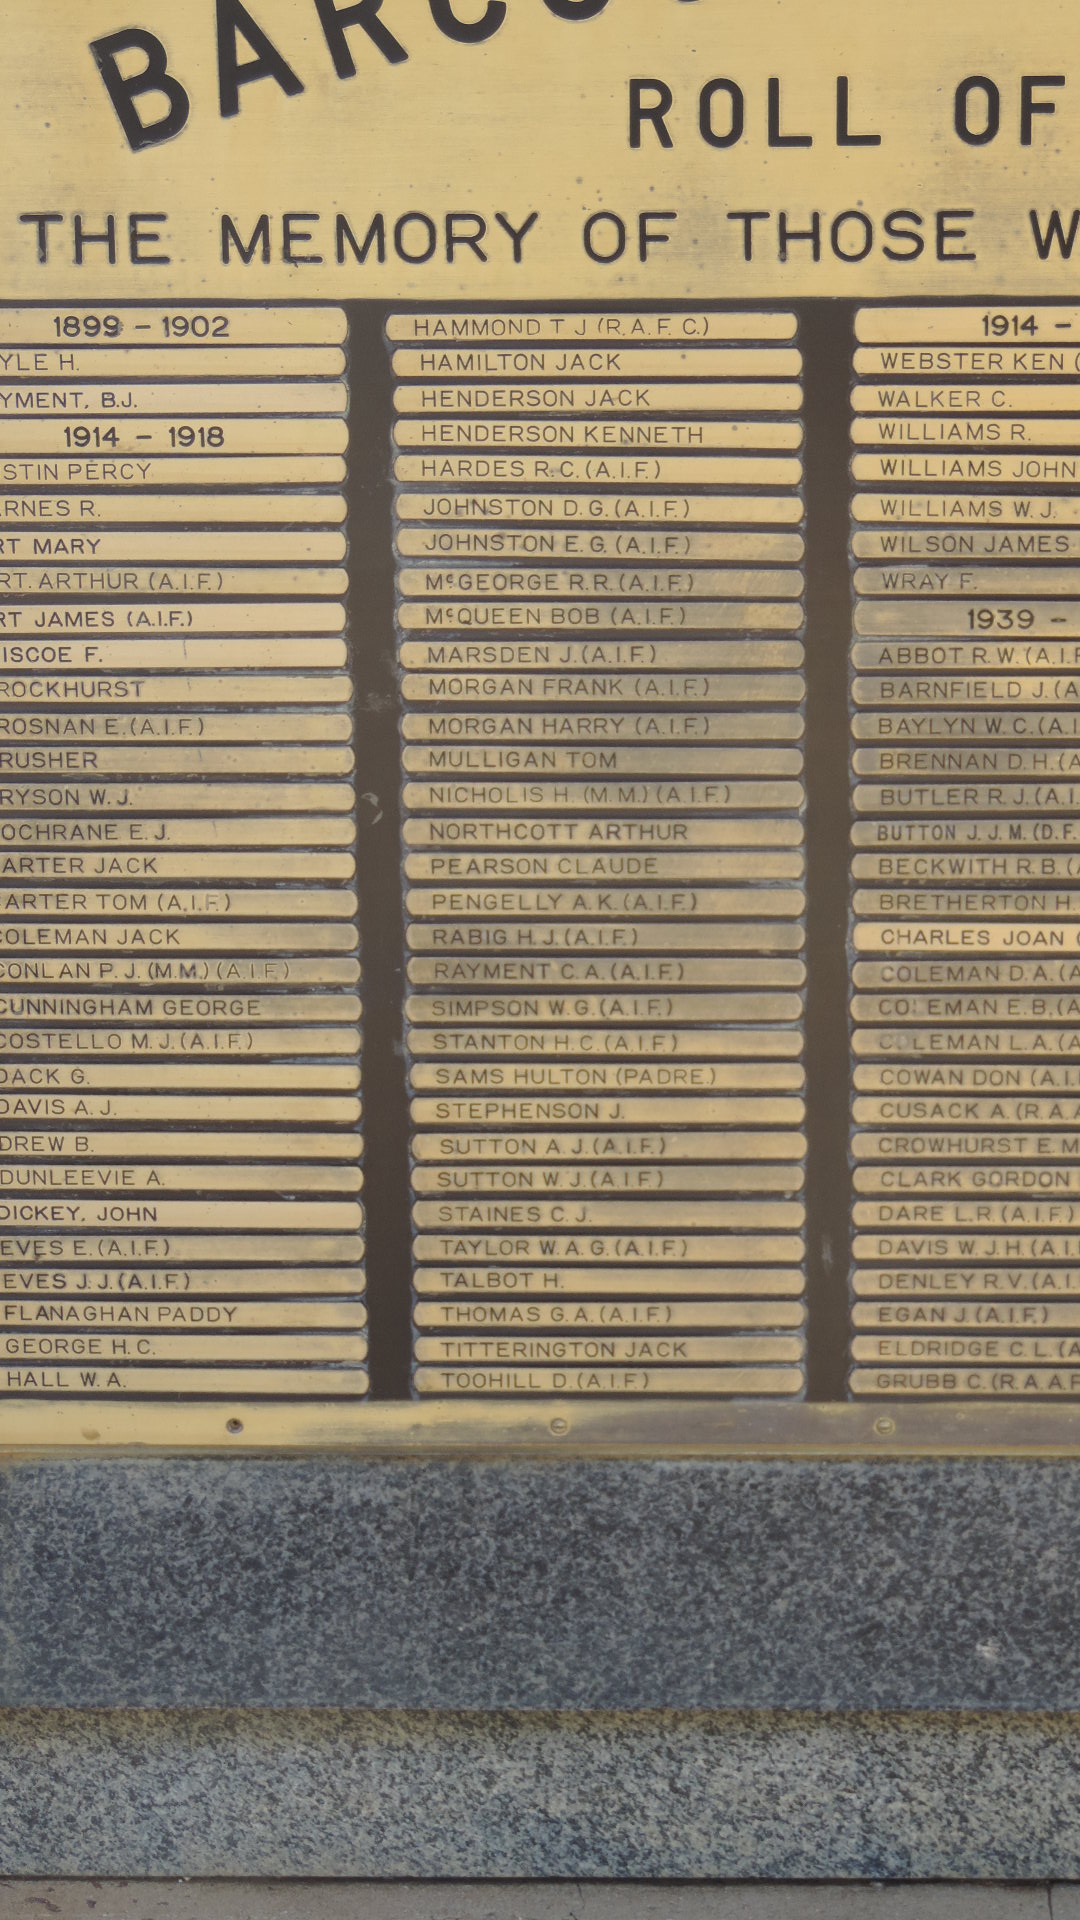 BARCOO
ROLL OF
THE MEMORY OF THOSE W
1899 - 1902
YLE H.
YMENT, B.J.
1914 - 1918
STIN PERCY
ARNES R.
RT MARY
RT. ARTHUR (A.I.F.)
RT JAMES (A.I.F.)
ISCOE F.
ROCKHURST
ROSNAN E. (A.I.F.)
RUSHER
RYSON W. J.
OCHRANE E. J.
ARTER JACK
ARTER TOM (A.I.F.)
COLEMAN JACK
CONLAN P. J. (M.M.) (A.I.F.)
CUNNINGHAM GEORGE
COSTELLO M. J. (A.I.F.)
DACK G.
DAVIS A. J.
DREW B.
DUNLEEVIE A.
DICKEY, JOHN
EVES E. (A.I.F.)
EVES J. J. (A.I.F.)
FLANAGHAN PADDY
GEORGE H. C.
HALL W. A.
HAMMOND T J (R.A.F.C.)
HAMILTON JACK
HENDERSON JACK
HENDERSON KENNETH
HARDES R. C. (A.I.F.)
JOHNSTON D. G. (A.I.F.)
JOHNSTON E. G. (A.I.F.)
McGEORGE R. R. (A.I.F.)
McQUEEN BOB (A.I.F.)
MARSDEN J. (A.I.F.)
MORGAN FRANK (A.I.F.)
MORGAN HARRY (A.I.F.)
MULLIGAN TOM
NICHOLIS H. (M.M.) (A.I.F.)
NORTHCOTT ARTHUR
PEARSON CLAUDE
PENGELLY A. K. (A.I.F.)
RABIG H. J. (A.I.F.)
RAYMENT C. A. (A.I.F.)
SIMPSON W. G. (A.I.F.)
STANTON H. C. (A.I.F.)
SAMS HULTON (PADRE.)
STEPHENSON J.
SUTTON A. J. (A.I.F.)
SUTTON W. J. (A.I.F.)
STAINES C. J.
TAYLOR W. A. G. (A.I.F.)
TALBOT H.
THOMAS G. A. (A.I.F.)
TITTERINGTON JACK
TOOHILL D. (A.I.F.)
1914 -
WEBSTER KEN (
WALKER C.
WILLIAMS R.
WILLIAMS JOHN
WILLIAMS W. J.
WILSON JAMES
WRAY F.
1939 -
ABBOT R. W. (A.I.F
BARNFIELD J. (A
BAYLYN W. C. (A.I
BRENNAN D. H. (A
BUTLER R. J. (A.I.
BUTTON J. J. M. (D.F.
BECKWITH R. B. (A
BRETHERTON H.
CHARLES JOAN (
COLEMAN D. A. (A
COLEMAN E. B. (A
COLEMAN L. A. (A
COWAN DON (A.I.
CUSACK A. (R.A.A
CROWHURST E. M
CLARK GORDON
DARE L. R. (A.I.F.)
DAVIS W. J. H. (A.I.
DENLEY R. V. (A.I.
EGAN J. (A.I.F.)
ELDRIDGE C. L. (A
GRUBB C. (R.A.A.F